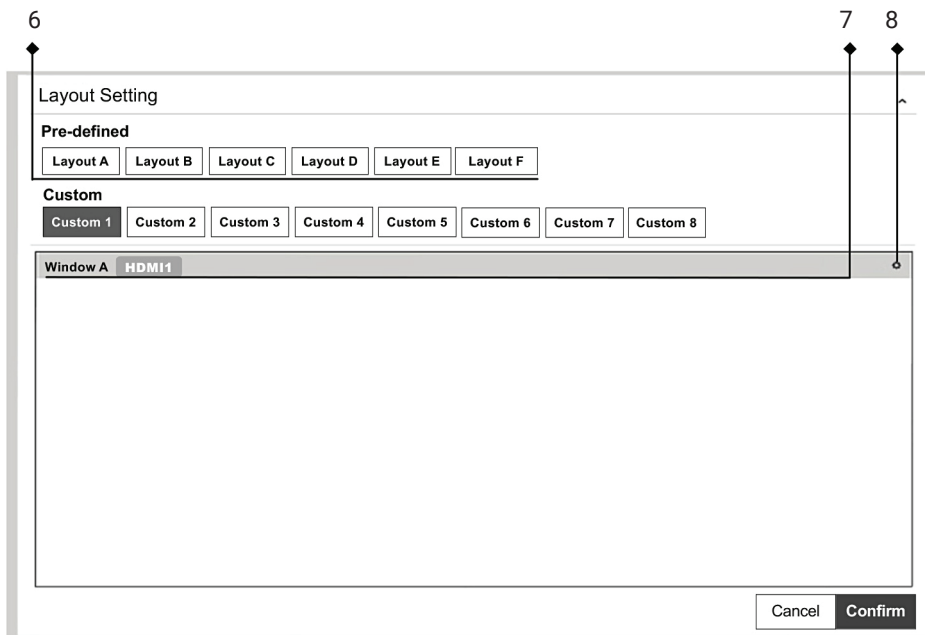 6 7 8
Layout Setting
Pre-defined
Layout A Layout B Layout C Layout D Layout E Layout F
Custom
Custom 1 Custom 2 Custom 3 Custom 4 Custom 5 Custom 6 Custom 7 Custom 8
Window A HDMI1
Cancel Confirm